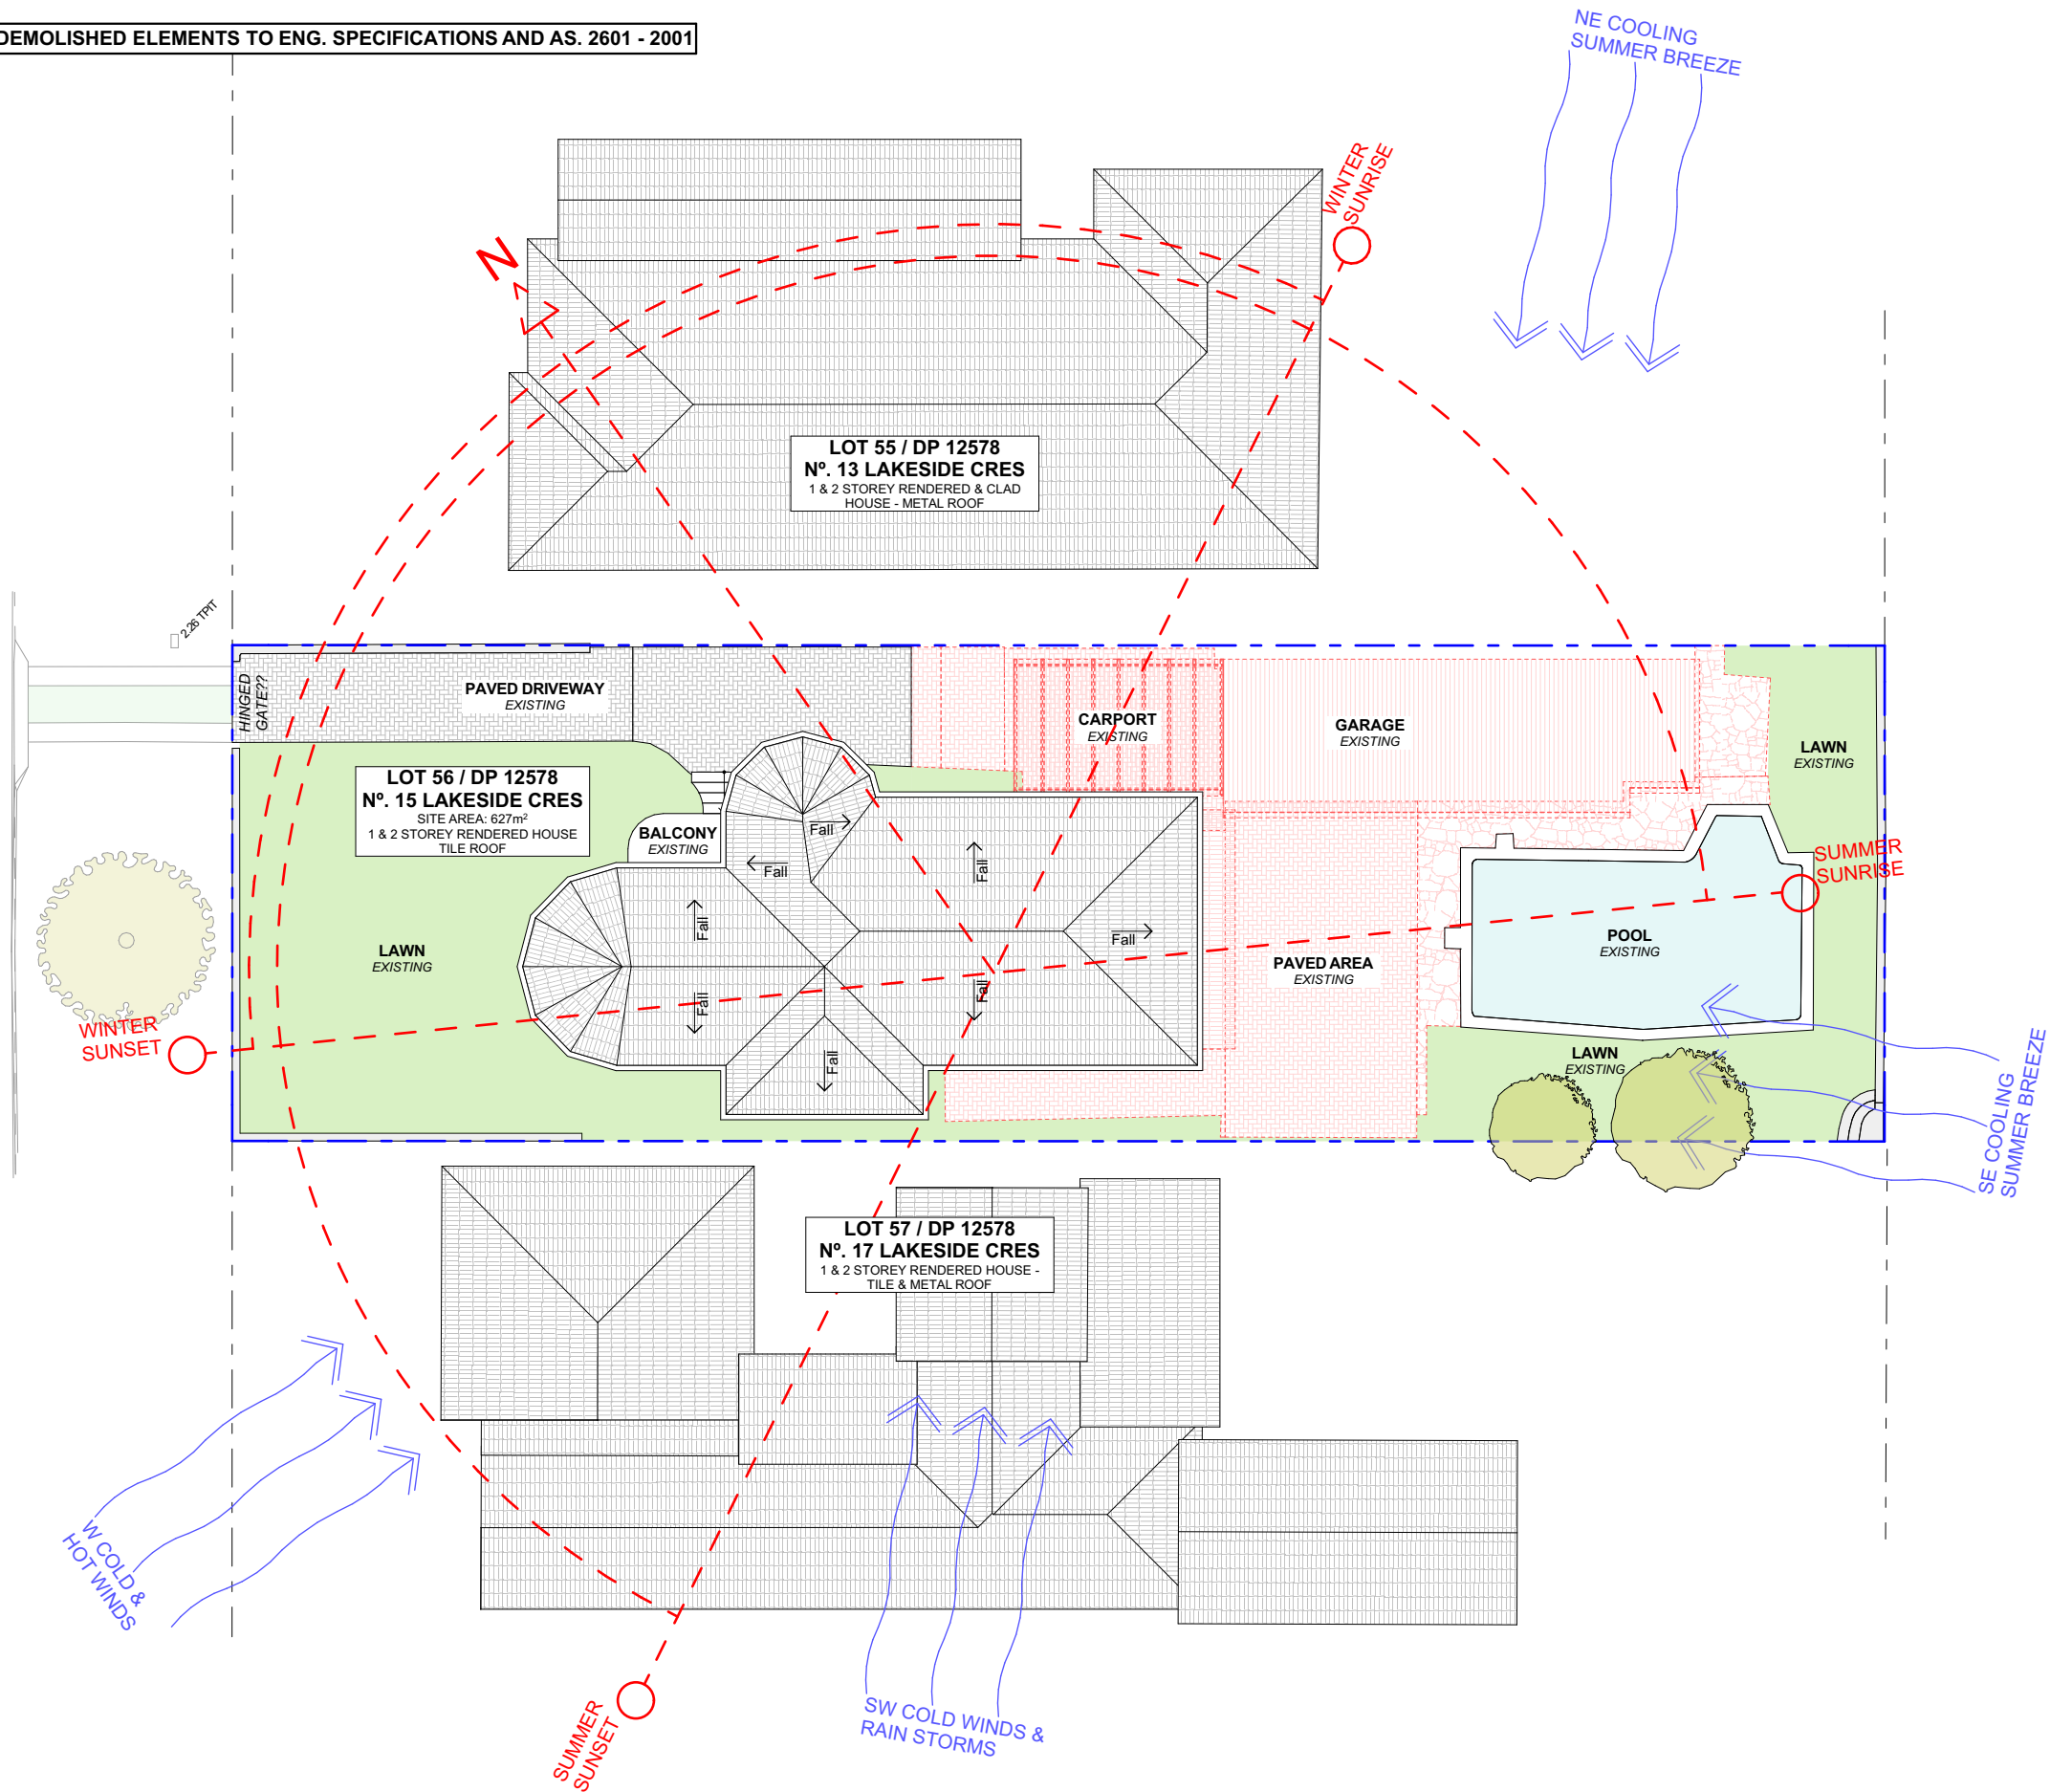 DEMOLISHED ELEMENTS TO ENG. SPECIFICATIONS AND AS. 2601 - 2001
NE COOLING
SUMMER BREEZE
WINTER
SUNRISE
N
LOT 55 / DP 12578
Nº. 13 LAKESIDE CRES
1 & 2 STOREY RENDERED & CLAD
HOUSE - METAL ROOF
2.26 TPIT
HINGED
GATE??
PAVED DRIVEWAY
EXISTING
CARPORT
EXISTING
GARAGE
EXISTING
LAWN
EXISTING
LOT 56 / DP 12578
Nº. 15 LAKESIDE CRES
SITE AREA: 627m²
1 & 2 STOREY RENDERED HOUSE
TILE ROOF
BALCONY
EXISTING
Fall
Fall
Fall
Fall
Fall
Fall
Fall
Fall
LAWN
EXISTING
SUMMER
SUNRISE
POOL
EXISTING
PAVED AREA
EXISTING
WINTER
SUNSET
LAWN
EXISTING
SE COOLING
SUMMER BREEZE
LOT 57 / DP 12578
Nº. 17 LAKESIDE CRES
1 & 2 STOREY RENDERED HOUSE -
TILE & METAL ROOF
W COLD &
HOT WINDS
SUMMER
SUNSET
SW COLD WINDS &
RAIN STORMS